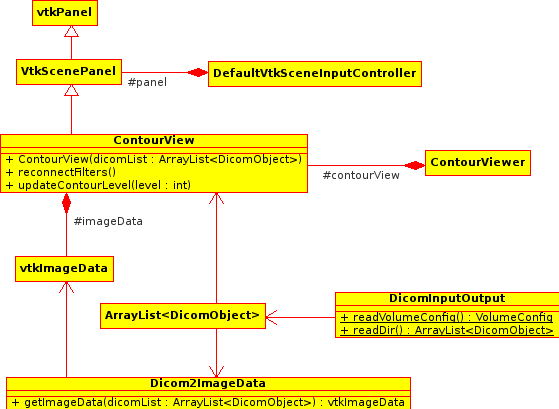 vtkPanel
VtkScenePanel
#panel
DefaultVtkSceneInputController
ContourView
+ ContourView(dicomList : ArrayList<DicomObject>)
+ reconnectFilters()
+ updateContourLevel(level : int)
#contourView
ContourViewer
#imageData
vtkImageData
ArrayList<DicomObject>
DicomInputOutput
+ readVolumeConfig() : VolumeConfig
+ readDir() : ArrayList<DicomObject>
Dicom2ImageData
+ getImageData(dicomList : ArrayList<DicomObject>) : vtkImageData